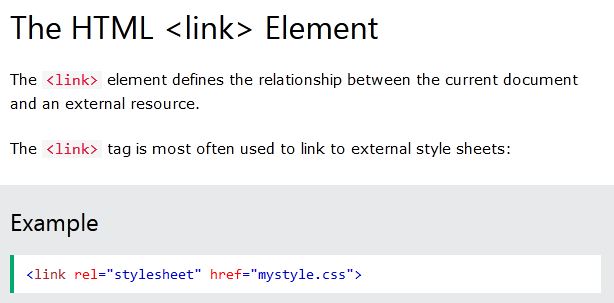 The HTML <link> Element
The <link> element defines the relationship between the current document
and an external resource.
The <link> tag is most often used to link to external style sheets:
Example
<link rel="stylesheet" href="mystyle.css">